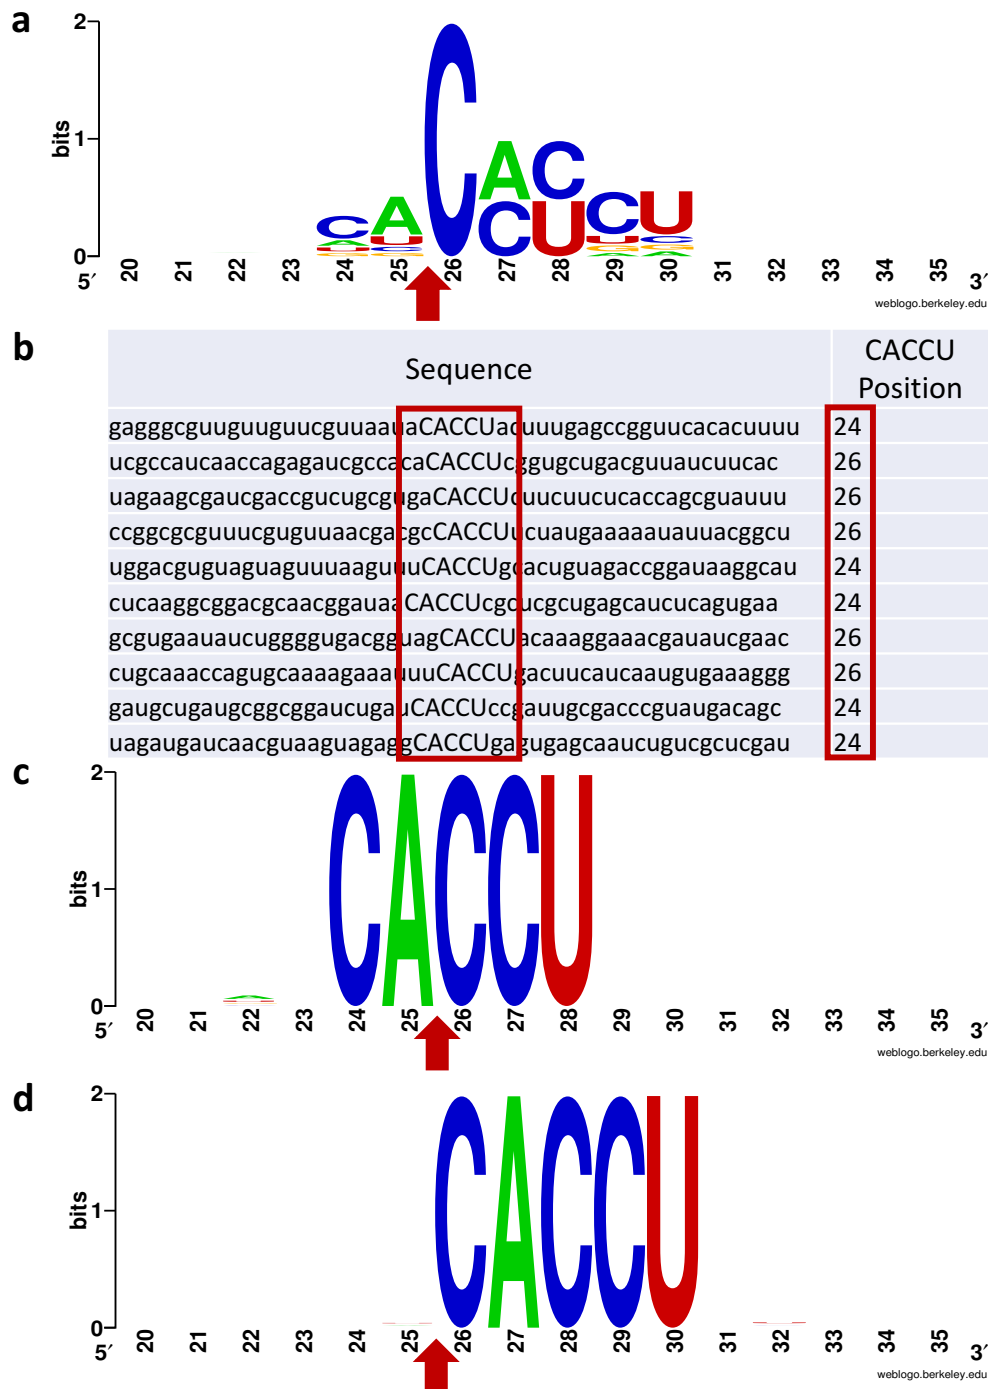 a
2
bits
1
0
C A C A C C U
A U C U U C
U C G G
G G A A
5′ 20 21 22 23 24 25 26 27 28 29 30 31 32 33 34 35 3′
weblogo.berkeley.edu
b
Sequence
CACCU
Position
gagggcguuguuguucguuaauaCACCUacuuugagccgguucacacuuuu 24
ucgccaucaaccagagaucgccacaCACCUcggugcugacguuaucuucac 26
uagaagcgaucgaccgucugcgugaCACCUcuucuucucaccagcguauuu 26
ccggcgcguuucguguuaacgacgcCACCUucuaugaaaaauauuacggcu 26
uggacguguaguaguuuaaguuuCACCUgcacuguagaccggauaaggcau 24
cucaaggcggacgcaacggauaaCACCUcgcucgcugagcaucucagugaa 24
gcgugaauaucuggggugacgguagCACCUacaaaggaaacgauaucgaac 26
cugcaaaccagugcaaaagaaauuuCACCUgacuucaucaaugugaaaggg 26
gaugcugaugcggcggaucugauCACCUccgauugcgacccguaugacagc 24
uagaugaucaacguaaguagaggCACCUgagugagcaaucugucgcucgau 24
c
2
bits
1
0
CACCU
5′ 20 21 22 23 24 25 26 27 28 29 30 31 32 33 34 35 3′
weblogo.berkeley.edu
d
2
bits
1
0
CACCU
5′ 20 21 22 23 24 25 26 27 28 29 30 31 32 33 34 35 3′
weblogo.berkeley.edu